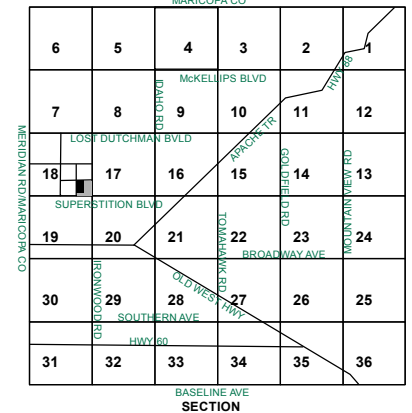 MARICOPA CO
6 5 4 3 2 1
HWY 88
McKELLIPS BLVD
7 8 9 10 11 12
IDAHO RD
APACHE TR
LOST DUTCHMAN BVLD
MERIDIAN RD/MARICOPA CO
18 17 16 15 14 13
GOLDFIELD RD
MOUNTAIN VIEW RD
SUPERSTITION BLVD
19 20 21 22 23 24
TOMAHAWK RD
BROADWAY AVE
IRONWOOD RD
OLD WEST HWY
30 29 28 27 26 25
SOUTHERN AVE
HWY 60
31 32 33 34 35 36
BASELINE AVE
SECTION